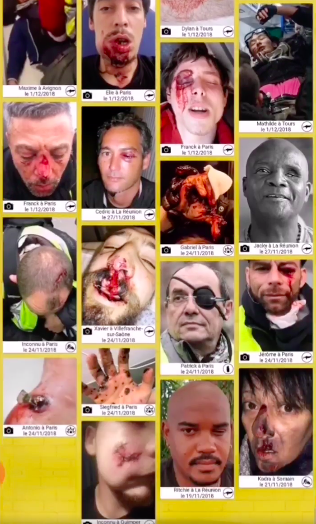 Maxime à Avignon
le 1/12/2018
Franck à Paris
le 1/12/2018
Inconnu à Paris
le 24/11/2018
Antonio à Paris
le 24/11/2018
Elie à Paris
le 1/12/2018
Cédric à La Réunion
le 27/11/2018
Xavier à Villefranche-
sur-Saône
le 24/11/2018
Siegfried à Paris
le 24/11/2018
Inconnu à Quimper
Dylan à Tours
le 1/12/2018
Franck à Paris
le 1/12/2018
Gabriel à Paris
le 24/11/2018
Patrick à Paris
le 24/11/2018
Ritchie à La Réunion
le 19/11/2018
Mathilde à Tours
le 1/12/2018
Jacky à La Réunion
le 27/11/2018
Jérôme à Paris
le 24/11/2018
Kadra à Somain
le 21/11/2018